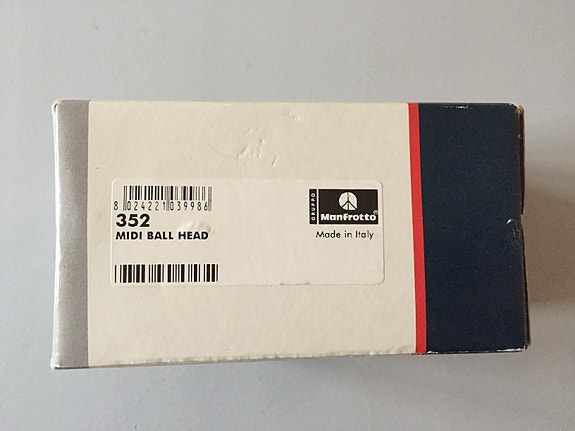 8 024221 039986
352
MIDI BALL HEAD
GRUPPO
Manfrotto®
Made in Italy